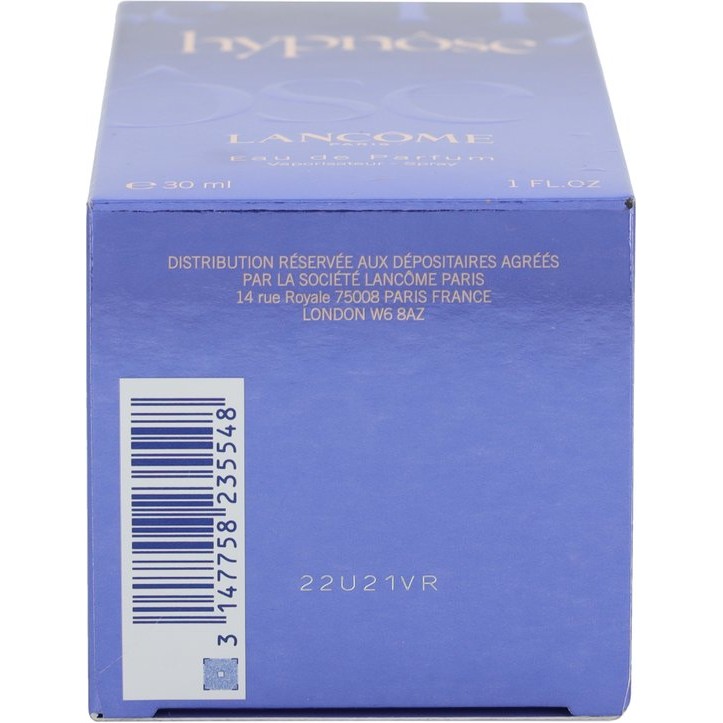 hypnôse
ôse
LANCÔME
PARIS
Eau de Parfum
Vaporisateur - Spray
℮ 30 ml 1 FL.OZ
DISTRIBUTION RÉSERVÉE AUX DÉPOSITAIRES AGRÉÉS
PAR LA SOCIÉTÉ LANCÔME PARIS
14 rue Royale 75008 PARIS FRANCE
LONDON W6 8AZ
3 147758 235548
22U21VR